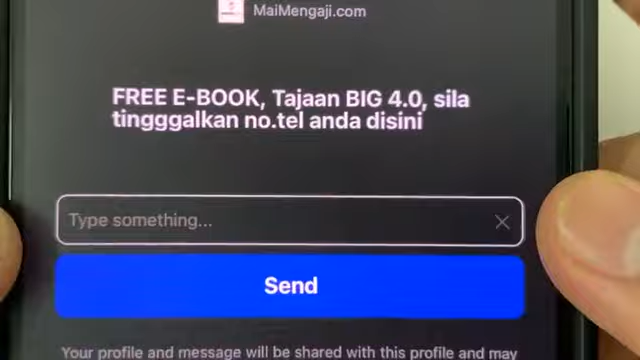 MaiMengaji.com
FREE E-BOOK, Tajaan BIG 4.0, sila
tingggalkan no.tel anda disini
Type something...
Send
Your profile and message will be shared with this profile and may